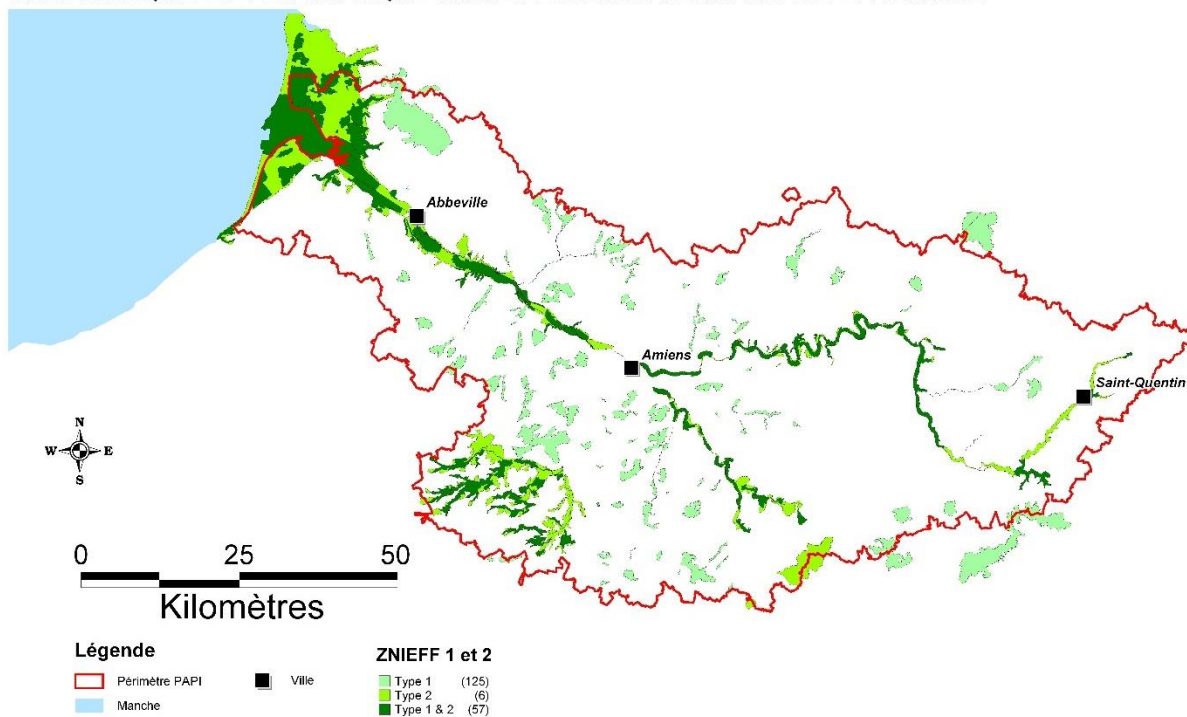 Abbeville
Amiens
Saint-Quentin
N
W E
S
0 25 50
Kilomètres
Légende
Périmètre PAPI
Ville
Manche
ZNIEFF 1 et 2
Type 1 (125)
Type 2 (6)
Type 1 & 2 (57)